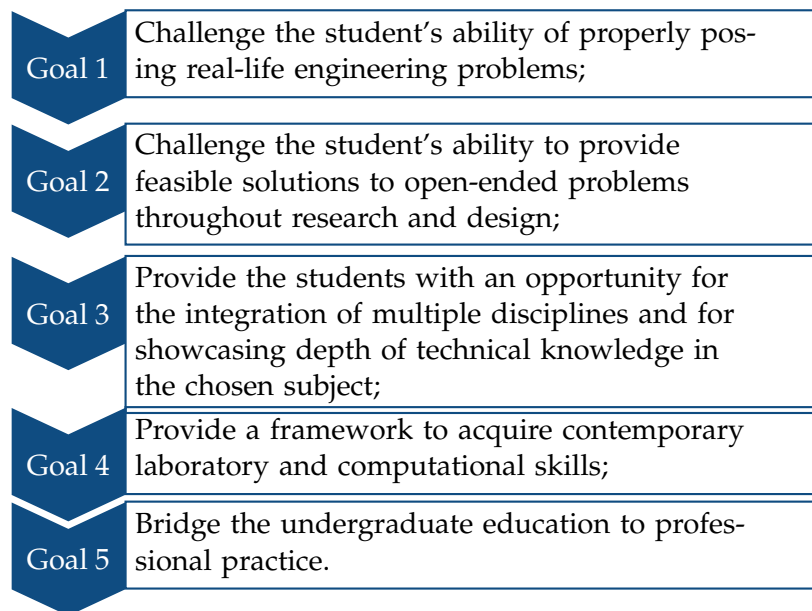 Goal 1
Challenge the student's ability of properly pos-
ing real-life engineering problems;
Goal 2
Challenge the student's ability to provide
feasible solutions to open-ended problems
throughout research and design;
Goal 3
Provide the students with an opportunity for
the integration of multiple disciplines and for
showcasing depth of technical knowledge in
the chosen subject;
Goal 4
Provide a framework to acquire contemporary
laboratory and computational skills;
Goal 5
Bridge the undergraduate education to profes-
sional practice.